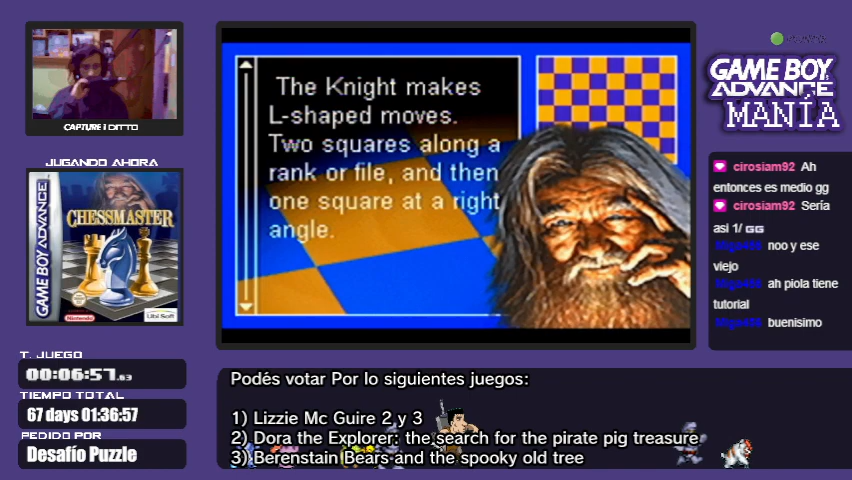 CAPTURE I DITTO
JUGANDO AHORA
GAME BOY ADVANCE
CHESSMASTER
Nintendo
Ubi Soft
T. JUEGO
00:06:57.63
TIEMPO TOTAL
67 days 01:36:57
PEDIDO POR
Desafío Puzzle
The Knight makes
L-shaped moves.
Two squares along a
rank or file, and then
one square at a right
angle.
Podés votar Por lo siguientes juegos:
1) Lizzie Mc Guire 2 y 3
2) Dora the Explorer: the search for the pirate pig treasure
3) Berenstain Bears and the spooky old tree
GAME BOY
ADVANCE
MANÍA
cirosiam92 Ah
entonces es medio gg
cirosiam92 Sería
asi 1/ GG
noo y ese
viejo
ah piola tiene
tutorial
buenisimo